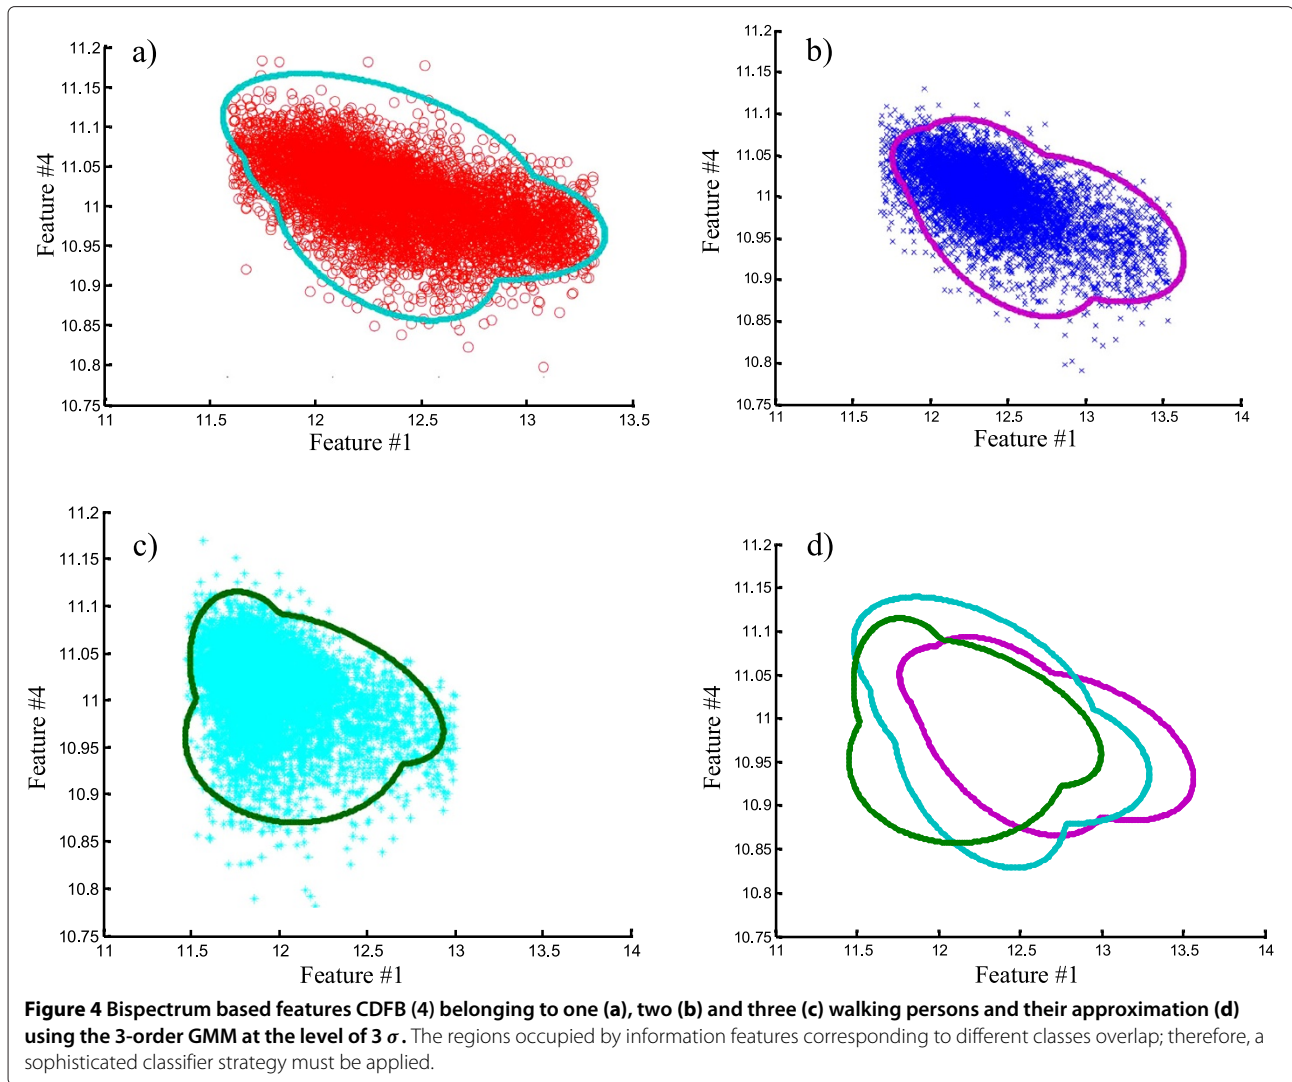 a)
11.2
11.15
11.1
11.05
11
10.95
10.9
10.85
10.8
10.75
Feature #4
11 11.5 12 12.5 13 13.5
Feature #1
b)
11.2
11.15
11.1
11.05
11
10.95
10.9
10.85
10.8
10.75
Feature #4
11 11.5 12 12.5 13 13.5 14
Feature #1
c)
11.2
11.15
11.1
11.05
11
10.95
10.9
10.85
10.8
10.75
Feature #4
11 11.5 12 12.5 13 13.5 14
Feature #1
d)
11.2
11.15
11.1
11.05
11
10.95
10.9
10.85
10.8
10.75
Feature #4
11 11.5 12 12.5 13 13.5 14
Feature #1
Figure 4 Bispectrum based features CDFB (4) belonging to one (a), two (b) and three (c) walking persons and their approximation (d)
using the 3-order GMM at the level of 3 σ. The regions occupied by information features corresponding to different classes overlap; therefore, a
sophisticated classifier strategy must be applied.